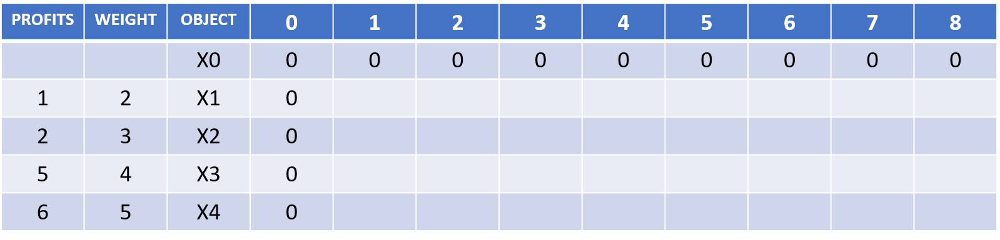 PROFITS WEIGHT OBJECT 0 1 2 3 4 5 6 7 8
X0 0 0 0 0 0 0 0 0 0
1 2 X1 0
2 3 X2 0
5 4 X3 0
6 5 X4 0